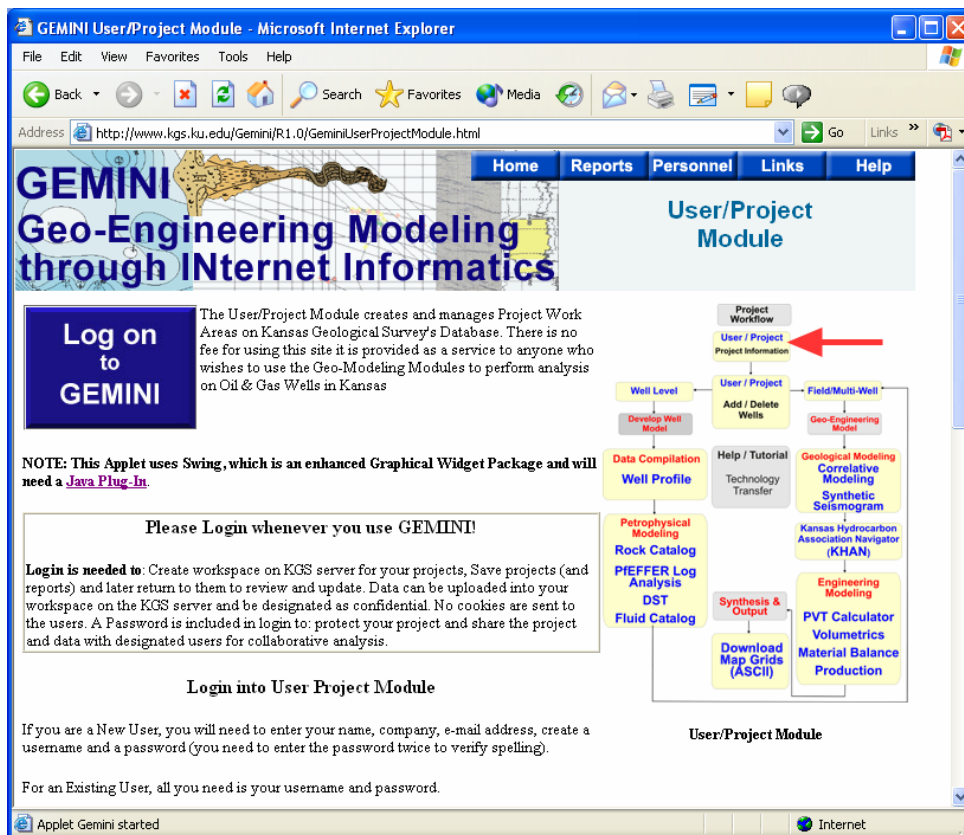 GEMINI User/Project Module - Microsoft Internet Explorer
File Edit View Favorites Tools Help
Back Search Favorites Media
Address http://www.kgs.ku.edu/Gemini/R1.0/GeminiUserProjectModule.html Go Links »
Home Reports Personnel Links Help
GEMINI
Geo-Engineering Modeling
through INternet Informatics
User/Project
Module
Log on
to
GEMINI
The User/Project Module creates and manages Project Work
Areas on Kansas Geological Survey's Database. There is no
fee for using this site it is provided as a service to anyone who
wishes to use the Geo-Modeling Modules to perform analysis
on Oil & Gas Wells in Kansas
NOTE: This Applet uses Swing, which is an enhanced Graphical Widget Package and will
need a Java Plug-In.
Please Login whenever you use GEMINI!
Login is needed to: Create workspace on KGS server for your projects, Save projects (and
reports) and later return to them to review and update. Data can be uploaded into your
workspace on the KGS server and be designated as confidential. No cookies are sent to
the users. A Password is included in login to: protect your project and share the project
and data with designated users for collaborative analysis.
Login into User Project Module
If you are a New User, you will need to enter your name, company, e-mail address, create a
username and a password (you need to enter the password twice to verify spelling).
For an Existing User, all you need is your username and password.
Project
Workflow
User / Project
Project Information
Well Level
User / Project
Add / Delete
Wells
Field/Multi-Well
Develop Well
Model
Geo-Engineering
Model
Data Compilation
Well Profile
Help / Tutorial
Technology
Transfer
Geological Modeling
Correlative
Modeling
Synthetic
Seismogram
Petrophysical
Modeling
Rock Catalog
PfEFFER Log
Analysis
DST
Fluid Catalog
Kansas Hydrocarbon
Association Navigator
(KHAN)
Synthesis &
Output
Download
Map Grids
(ASCII)
Engineering
Modeling
PVT Calculator
Volumetrics
Material Balance
Production
User/Project Module
Applet Gemini started Internet